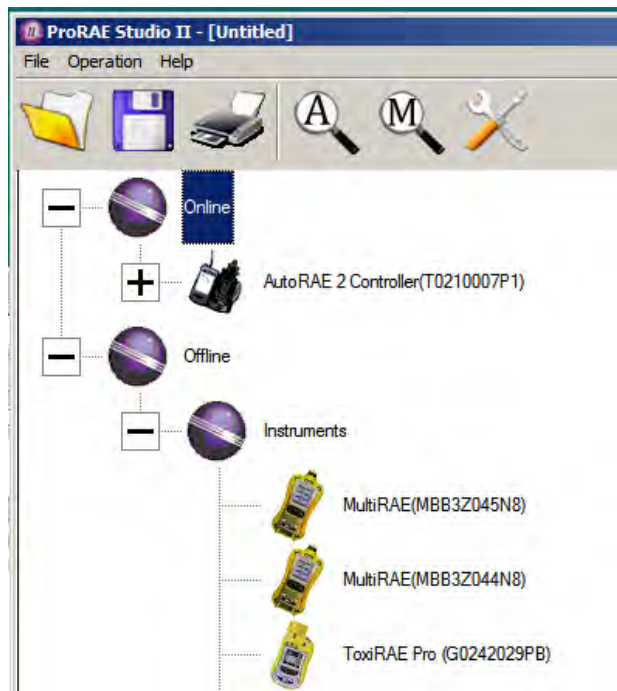 ProRAE Studio II - [Untitled]
File Operation Help
A M
Online
AutoRAE 2 Controller(T0210007P1)
Offline
Instruments
MultiRAE(MBB3Z045N8)
MultiRAE(MBB3Z044N8)
ToxiRAE Pro (G0242029PB)